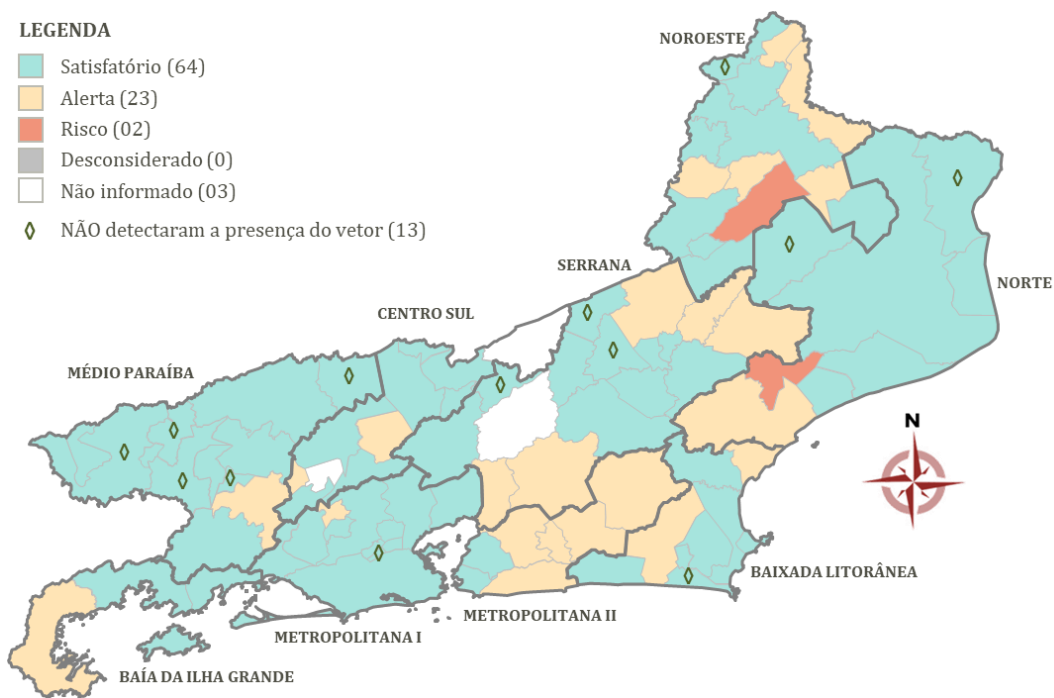 LEGENDA
Satisfatório (64)
Alerta (23)
Risco (02)
Desconsiderado (0)
Não informado (03)
NÃO detectaram a presença do vetor (13)
NOROESTE
SERRANA
NORTE
CENTRO SUL
MÉDIO PARAÍBA
N
BAIXADA LITORÂNEA
METROPOLITANA II
METROPOLITANA I
BAÍA DA ILHA GRANDE